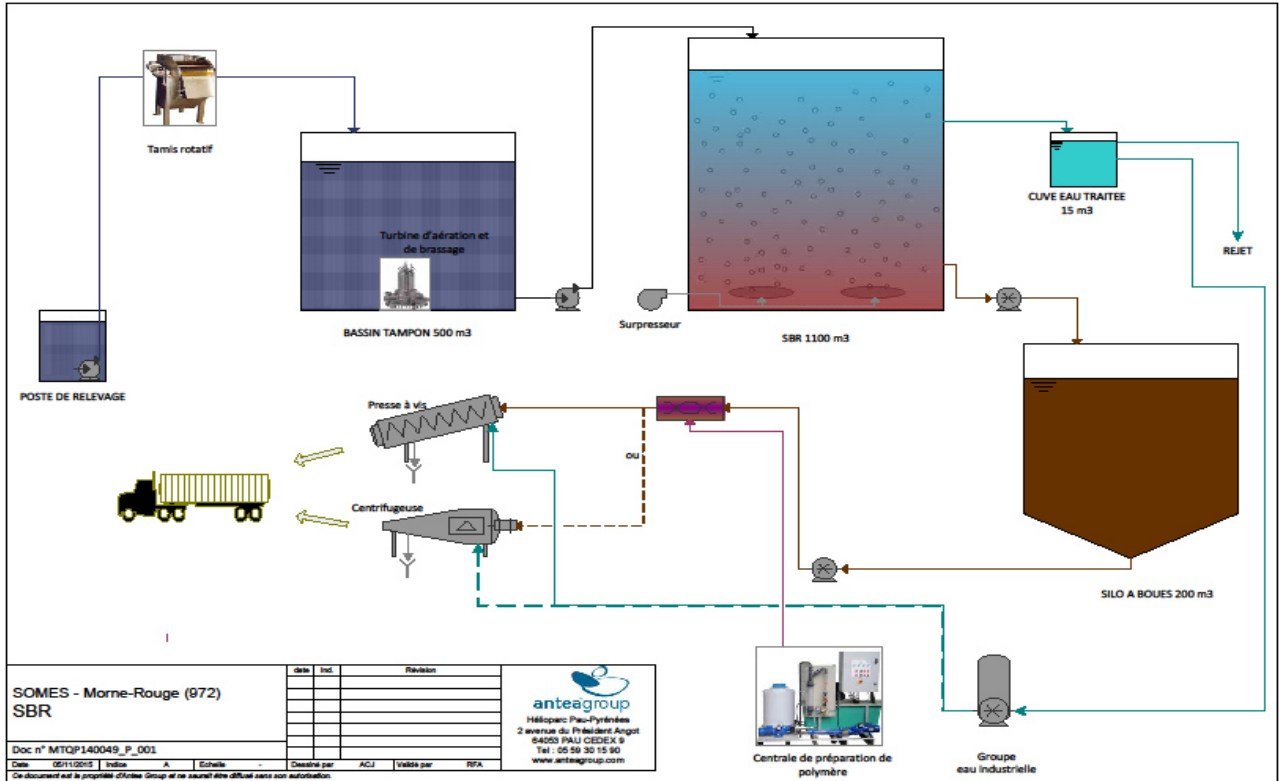 Tamis rotatif
Turbine d'aération et
de brassage
BASSIN TAMPON 500 m3
POSTE DE RELEVAGE
Surpresseur
SBR 1100 m3
CUVE EAU TRAITEE
15 m3
REJET
SILO A BOUES 200 m3
Presse à vis
ou
Centrifugeuse
Centrale de préparation de
polymère
Groupe
eau industrielle
SOMES - Morne-Rouge (972)
SBR
Doc n° MTQP140049_P_001
Date 05/11/2015 Indice A Echelle - Dessiné par ACJ Validé par RFA
Ce document est la propriété d'Antea Group et ne saurait être diffusé sans son autorisation.
date Ind. Révision
anteagroup
Hélioparc Pau-Pyrénées
2 avenue du Président Angot
64053 PAU CEDEX 9
Tel : 05 59 30 15 90
www.anteagroup.com